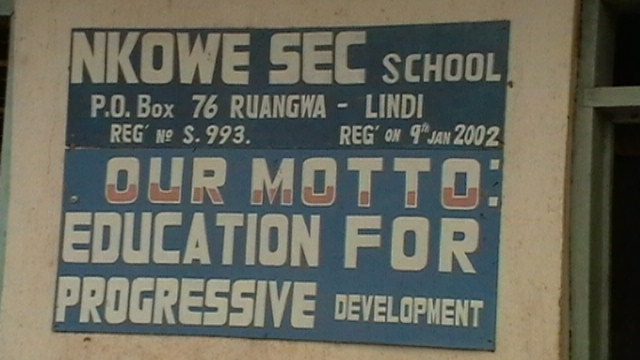 NKOWE SEC SCHOOL
P.O. Box 76 RUANGWA - LINDI
REG' No S. 993. REG' ON 9th JAN 2002
OUR MOTTO:
EDUCATION FOR
PROGRESSIVE DEVELOPMENT